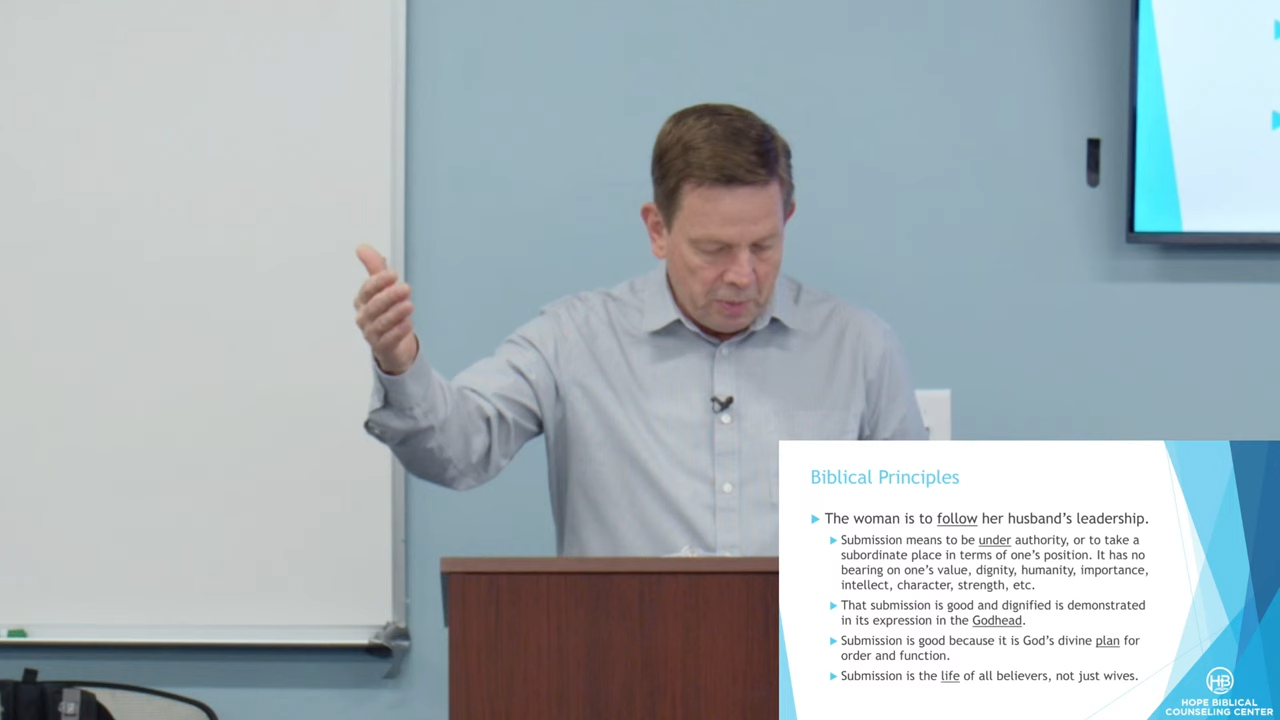 Biblical Principles
The woman is to follow her husband's leadership.
Submission means to be under authority, or to take a
subordinate place in terms of one's position. It has no
bearing on one's value, dignity, humanity, importance,
intellect, character, strength, etc.
That submission is good and dignified is demonstrated
in its expression in the Godhead.
Submission is good because it is God's divine plan for
order and function.
Submission is the life of all believers, not just wives.
HB
HOPE BIBLICAL
COUNSELING CENTER